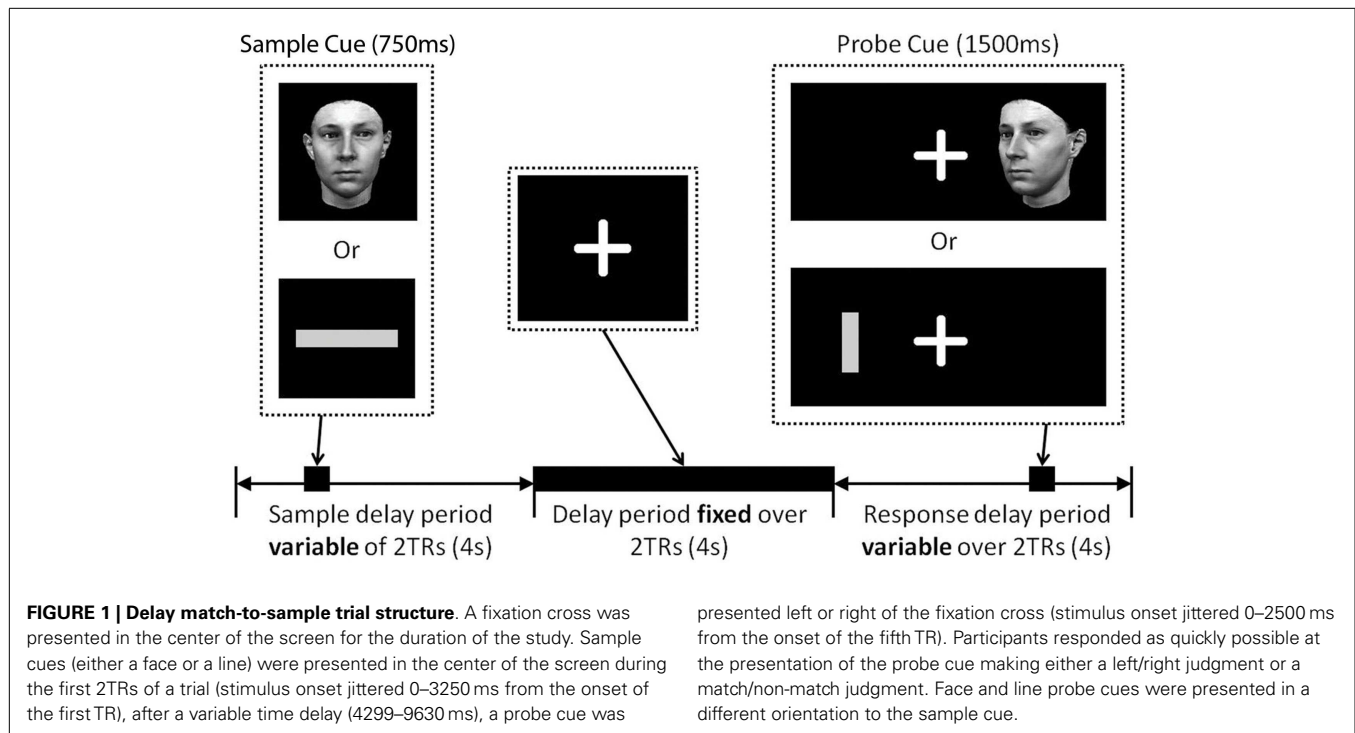 Sample Cue (750ms)
Probe Cue (1500ms)
Or
Or
Sample delay period
variable of 2TRs (4s)
Delay period fixed over
2TRs (4s)
Response delay period
variable over 2TRs (4s)
FIGURE 1 | Delay match-to-sample trial structure. A fixation cross was
presented in the center of the screen for the duration of the study. Sample
cues (either a face or a line) were presented in the center of the screen during
the first 2TRs of a trial (stimulus onset jittered 0–3250 ms from the onset of
the first TR), after a variable time delay (4299–9630 ms), a probe cue was
presented left or right of the fixation cross (stimulus onset jittered 0–2500 ms
from the onset of the fifth TR). Participants responded as quickly possible at
the presentation of the probe cue making either a left/right judgment or a
match/non-match judgment. Face and line probe cues were presented in a
different orientation to the sample cue.